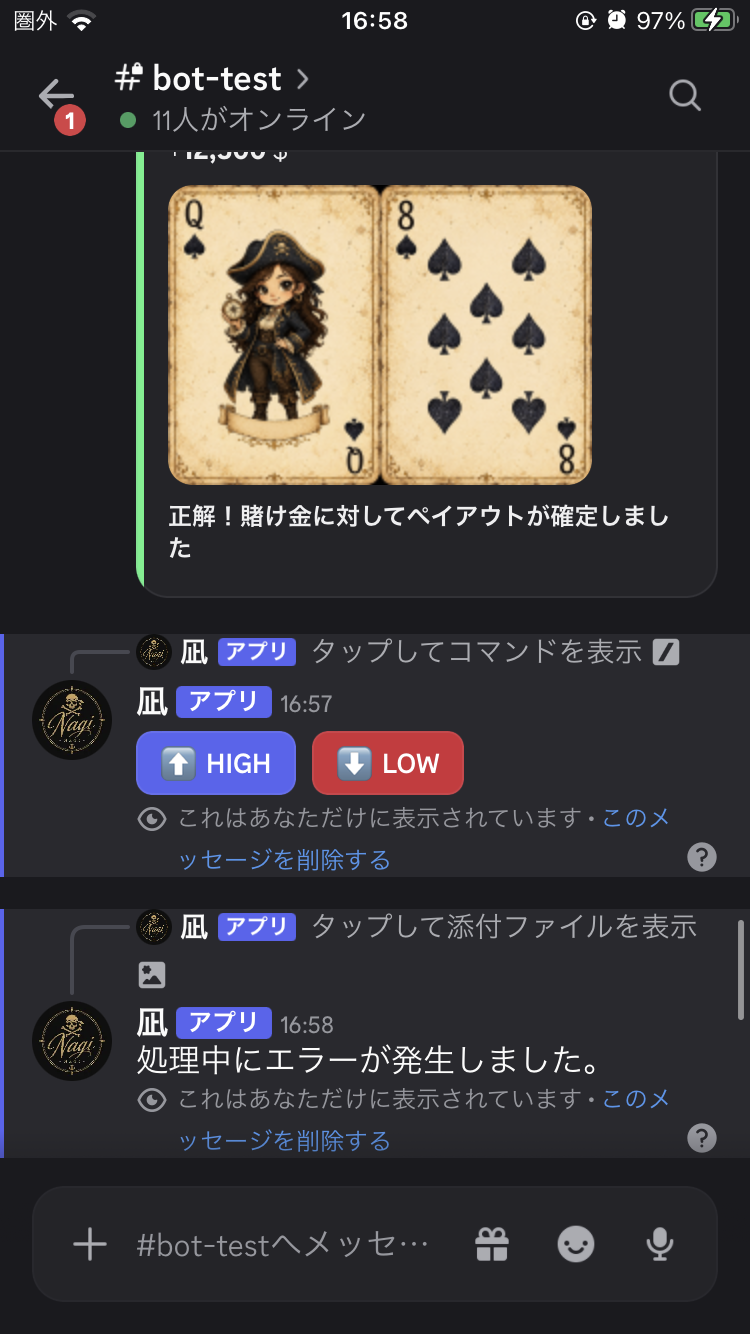 圏外 16:58 97%
# bot-test
1 11人がオンライン
+12,500 $
Q 8
Q 8
正解！賭け金に対してペイアウトが確定しまし
た
凪 アプリ タップしてコマンドを表示
凪 アプリ 16:57
Nagi
HIGH LOW
これはあなただけに表示されています・このメ
ッセージを削除する ?
凪 アプリ タップして添付ファイルを表示
凪 アプリ 16:58
Nagi
処理中にエラーが発生しました。
これはあなただけに表示されています・このメ
ッセージを削除する ?
#bot-testへメッセ…